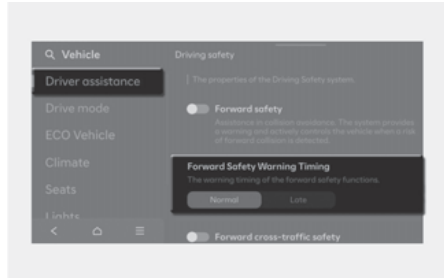 Vehicle
Driver assistance
Drive mode
ECO Vehicle
Climate
Seats
Lights
Driving safety
The properties of the Driving Safety system.
Forward safety
Assistance in collision avoidance. The system provides
a warning and actively controls the vehicle when a risk
of forward collision is detected.
Forward Safety Warning Timing
The warning timing of the forward safety functions.
Normal
Late
Forward cross-traffic safety